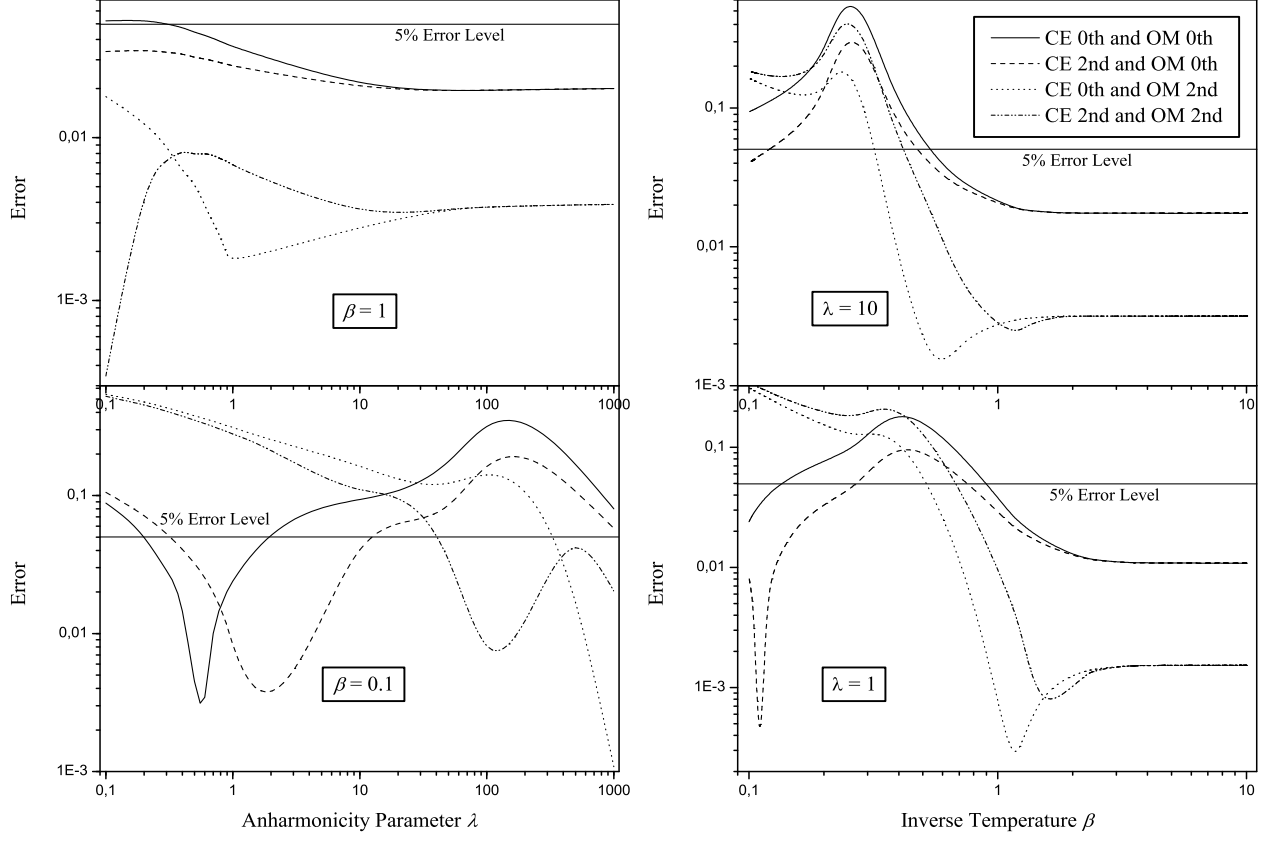 5% Error Level
0,01
1E-3
Error
β = 1
CE 0th and OM 0th
CE 2nd and OM 0th
CE 0th and OM 2nd
CE 2nd and OM 2nd
0,1
5% Error Level
0,01
1E-3
Error
λ = 10
0,1 1 10 100 1000
0,1
5% Error Level
0,01
1E-3
Error
β = 0.1
0,1 1 10 100 1000
Anharmonicity Parameter λ
0,1 1 10
0,1
5% Error Level
0,01
1E-3
Error
λ = 1
0,1 1 10
Inverse Temperature β